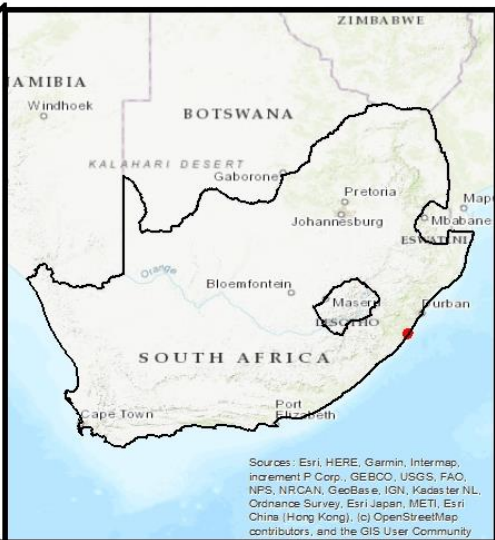 ZIMBABWE
AMIBIA
Windhoek
BOTSWANA
KALAHARI DESERT
Gaborone
Pretoria
Johannesburg
Map
Mbabane
ESWATINI
Orange
Bloemfontein
Maseru
LESOTHO
Durban
SOUTH AFRICA
Cape Town
Port
Elizabeth
Sources: Esri, HERE, Garmin, Intermap,
increment P Corp., GEBCO, USGS, FAO,
NPS, NRCAN, GeoBase, IGN, Kadaster NL,
Ordnance Survey, Esri Japan, METI, Esri
China (Hong Kong), (c) OpenStreetMap
contributors, and the GIS User Community